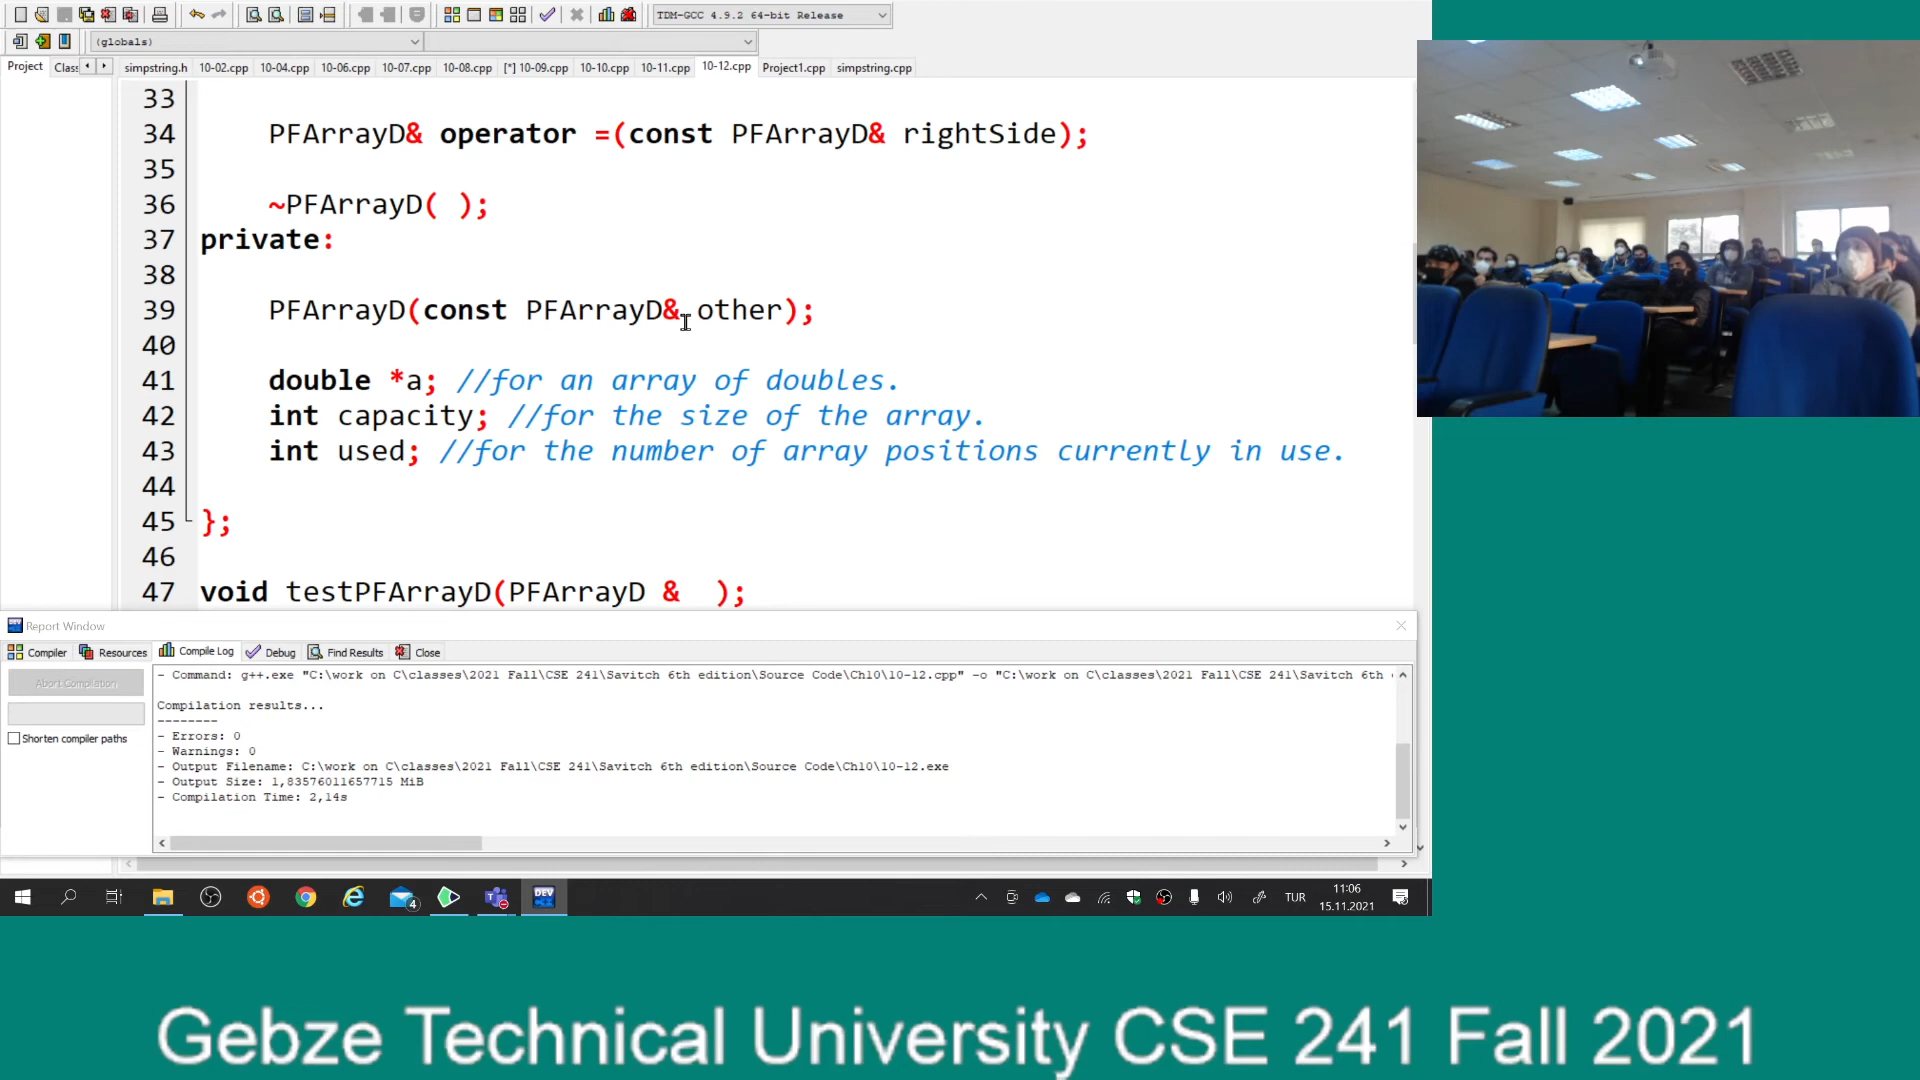 TDM-GCC 4.9.2 64-bit Release
(globals)
Project
Clas
simpstring.h
10-02.cpp
10-04.cpp
10-06.cpp
10-07.cpp
10-08.cpp
[*] 10-09.cpp
10-10.cpp
10-11.cpp
10-12.cpp
Project1.cpp
simpstring.cpp
33
34 PFArrayD& operator =(const PFArrayD& rightSide);
35
36 ~PFArrayD( );
37 private:
38
39 PFArrayD(const PFArrayD& other);
40
41 double *a; //for an array of doubles.
42 int capacity; //for the size of the array.
43 int used; //for the number of array positions currently in use.
44
45 };
46
47 void testPFArrayD(PFArrayD & );
Report Window
Compiler
Resources
Compile Log
Debug
Find Results
Close
Abort Compilation
Shorten compiler paths
- Command: g++.exe "C:\work on C\classes\2021 Fall\CSE 241\Savitch 6th edition\Source Code\Ch10\10-12.cpp" -o "C:\work on C\classes\2021 Fall\CSE 241\Savitch 6th
Compilation results...
--------
- Errors: 0
- Warnings: 0
- Output Filename: C:\work on C\classes\2021 Fall\CSE 241\Savitch 6th edition\Source Code\Ch10\10-12.exe
- Output Size: 1,83576011657715 MiB
- Compilation Time: 2,14s
4
DEV
TUR
11:06
15.11.2021
Gebze Technical University CSE 241 Fall 2021